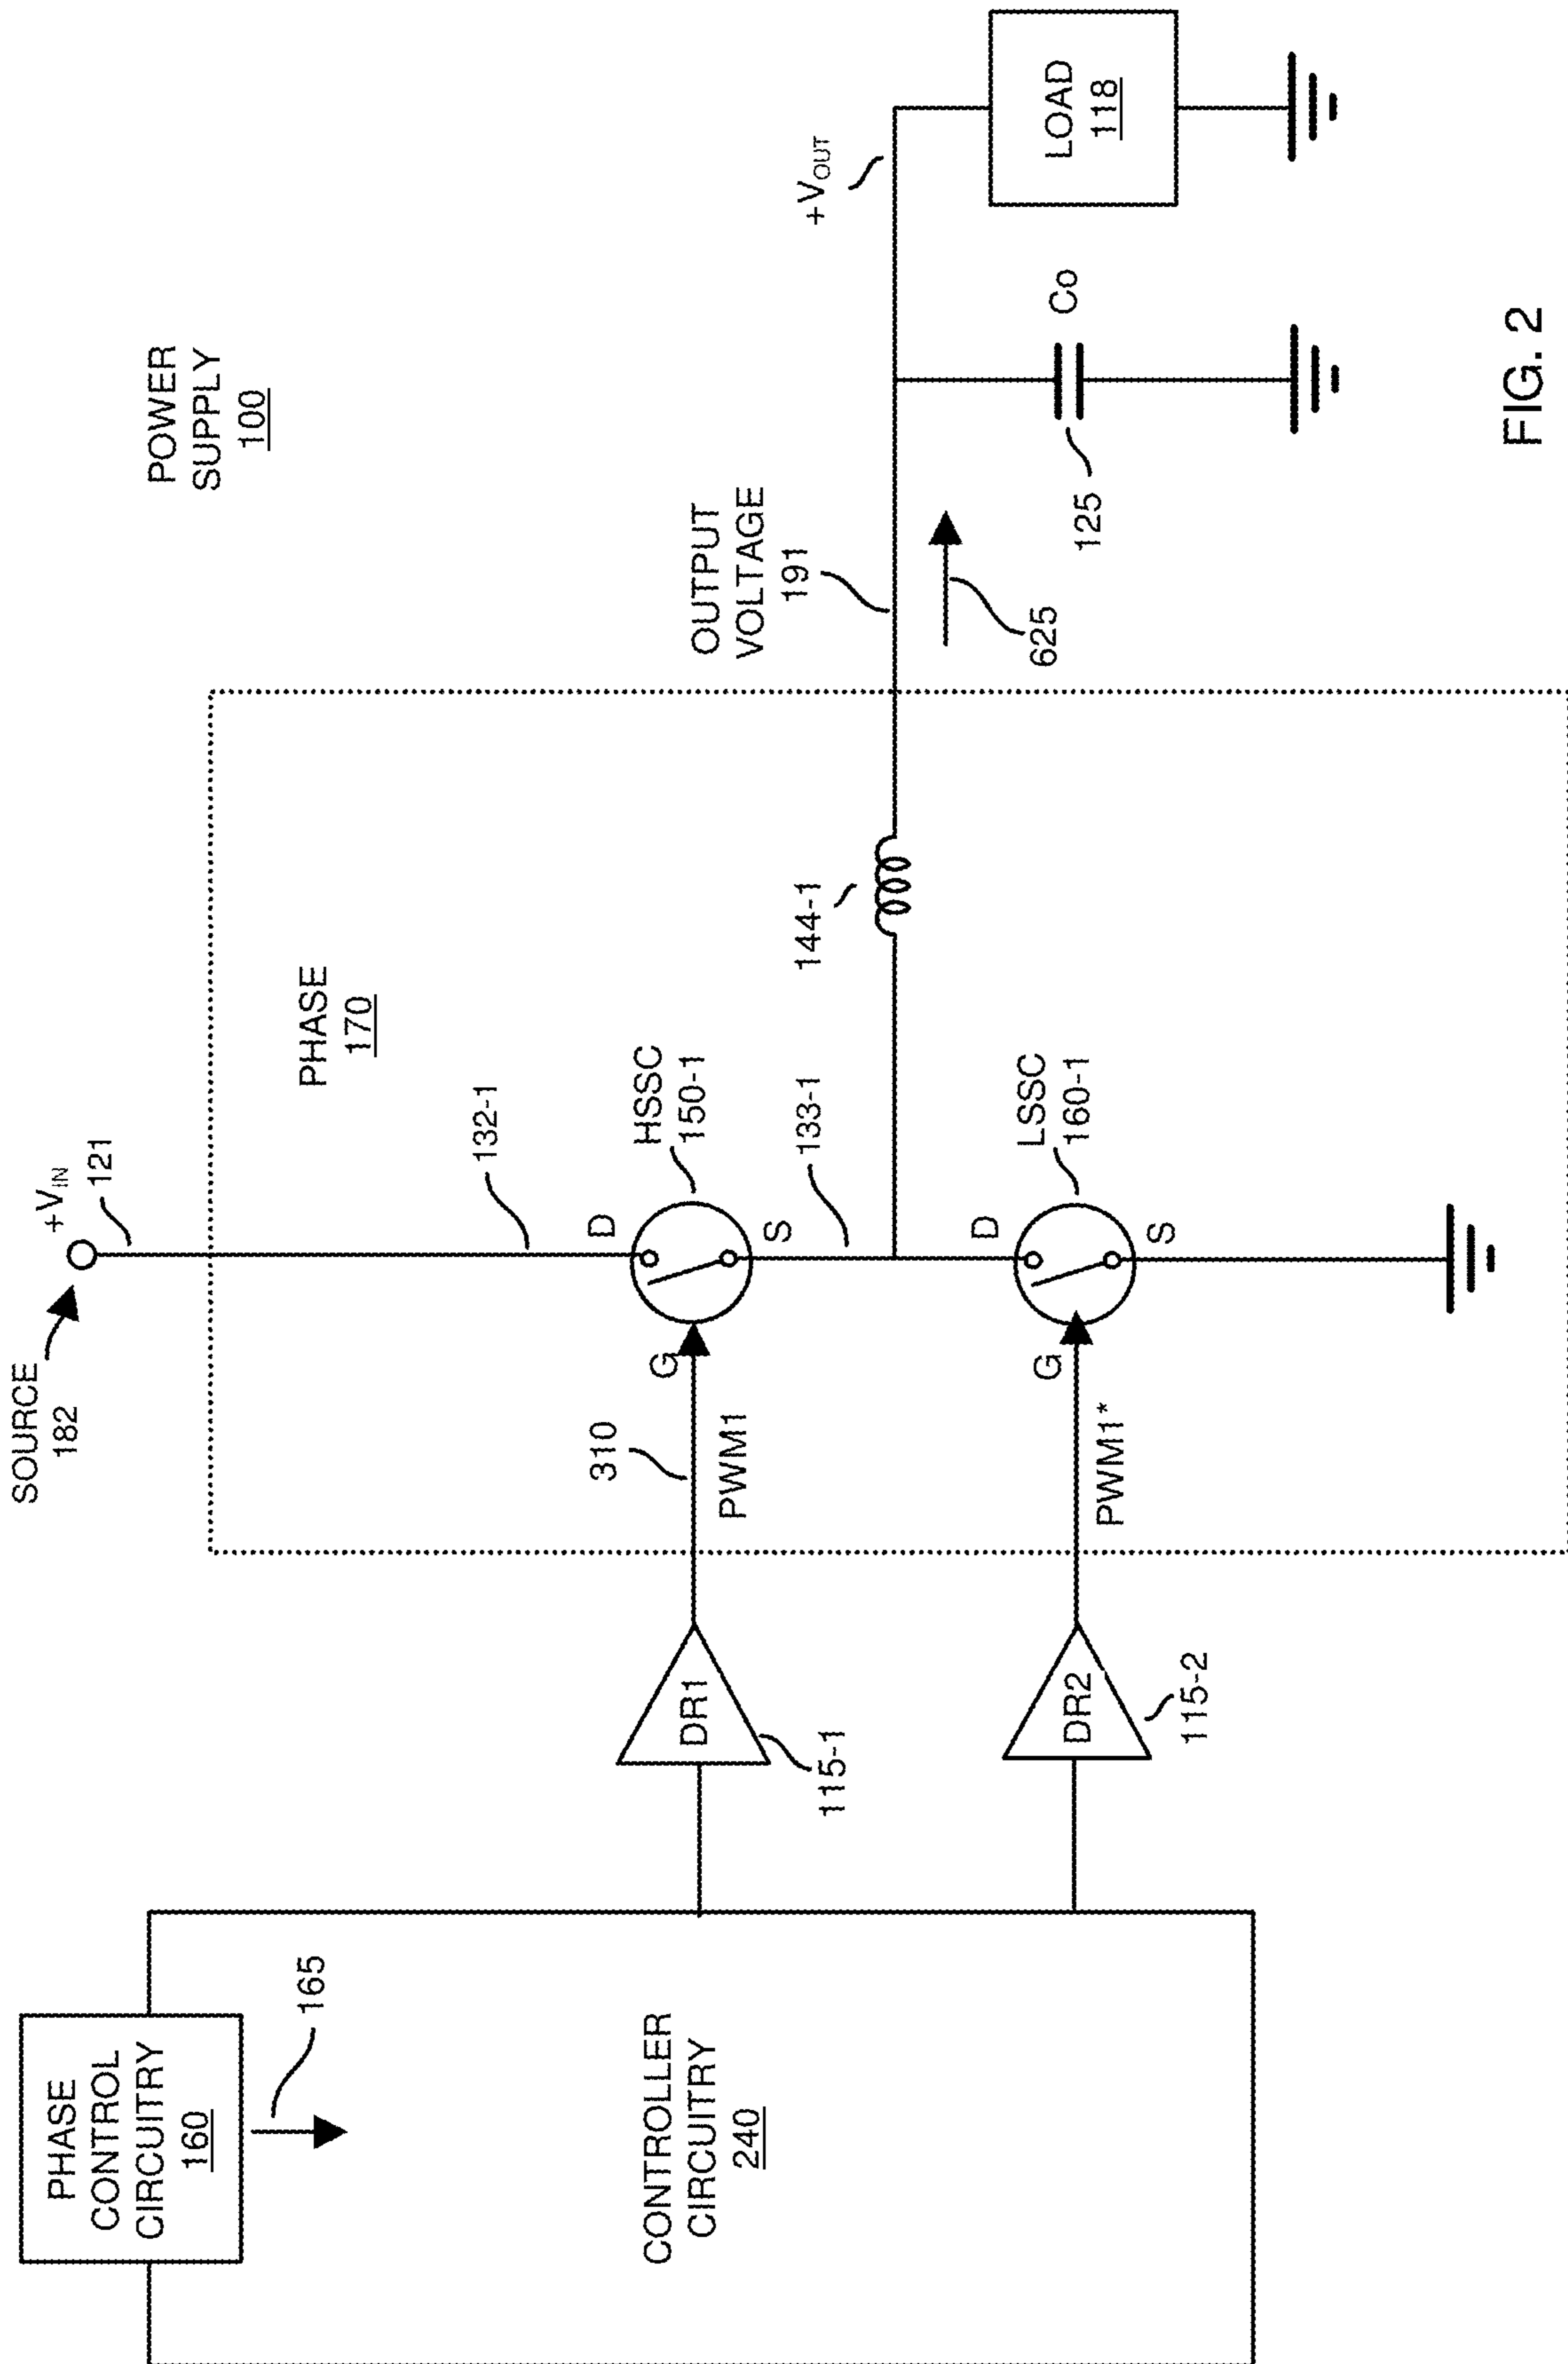 SOURCE
182
+VIN
121
POWER
SUPPLY
100
PHASE
CONTROL
CIRCUITRY
160
165
PHASE
170
132-1
D
HSSC
150-1
G
S
310
PWM1
DR1
115-1
133-1
144-1
OUTPUT
VOLTAGE
191
625
+VOUT
LOAD
118
Co
125
CONTROLLER
CIRCUITRY
240
D
LSSC
160-1
G
S
PWM1*
DR2
115-2
FIG. 2